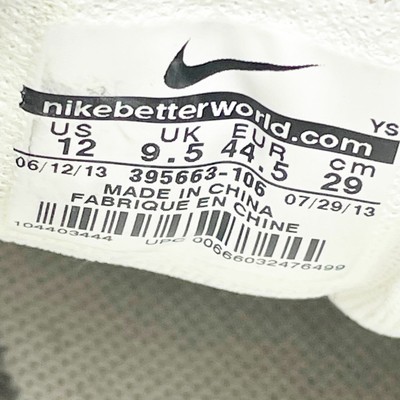 nikebetterworld.com
YS
US UK EUR cm
12 9.5 44.5 29
06/12/13 395663-106 07/29/13
MADE IN CHINA
FABRIQUE EN CHINE
104403444 UPC 00666032476499